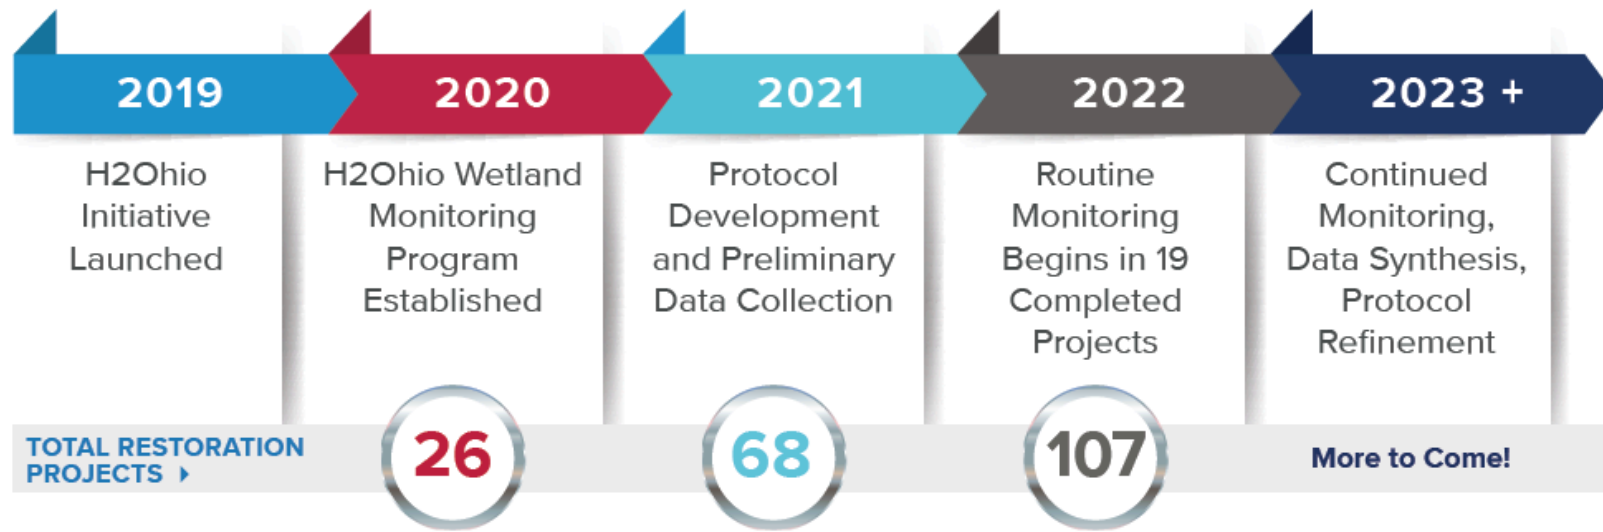 2019
2020
2021
2022
2023 +
H2Ohio
Initiative
Launched
H2Ohio Wetland
Monitoring
Program
Established
Protocol
Development
and Preliminary
Data Collection
Routine
Monitoring
Begins in 19
Completed
Projects
Continued
Monitoring,
Data Synthesis,
Protocol
Refinement
TOTAL RESTORATION
PROJECTS
26
68
107
More to Come!